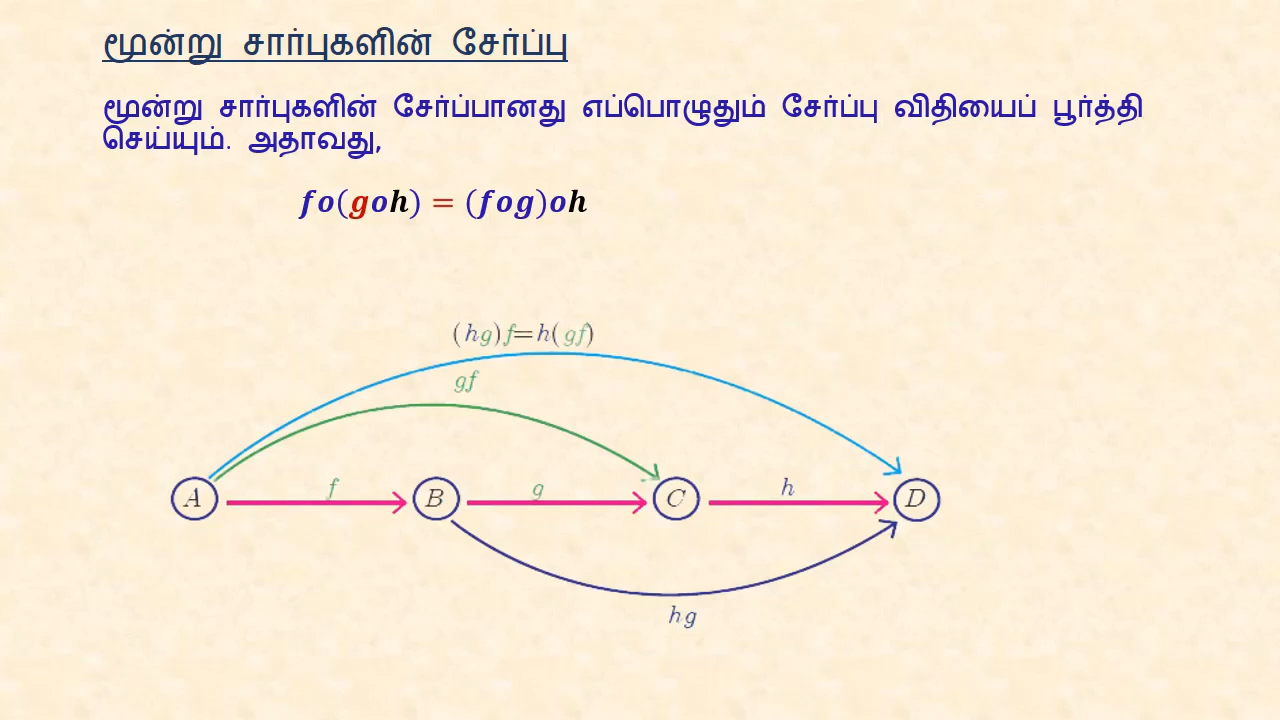 மூன்று சார்புகளின் சேர்ப்பு
மூன்று சார்புகளின் சேர்ப்பானது எப்பொழுதும் சேர்ப்பு விதியைப் பூர்த்தி
செய்யும். அதாவது,
fo(goh) = (fog)oh
(hg)f=h(gf)
gf
f g h
A B C D
hg